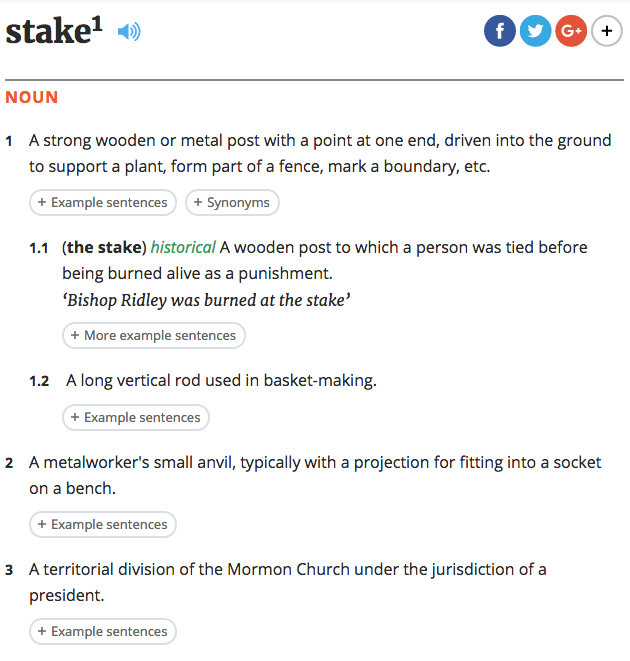 stake¹
f G+ +
NOUN
1 A strong wooden or metal post with a point at one end, driven into the ground
to support a plant, form part of a fence, mark a boundary, etc.
+ Example sentences + Synonyms
1.1 (the stake) historical A wooden post to which a person was tied before
being burned alive as a punishment.
‘Bishop Ridley was burned at the stake’
+ More example sentences
1.2 A long vertical rod used in basket-making.
+ Example sentences
2 A metalworker's small anvil, typically with a projection for fitting into a socket
on a bench.
+ Example sentences
3 A territorial division of the Mormon Church under the jurisdiction of a
president.
+ Example sentences